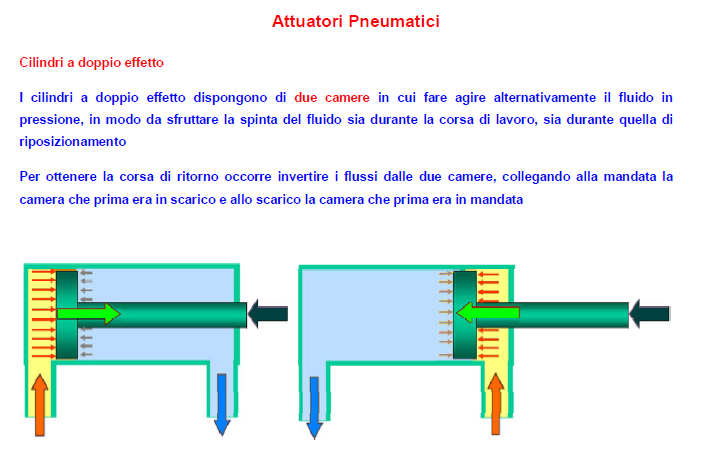 Attuatori Pneumatici
Cilindri a doppio effetto
I cilindri a doppio effetto dispongono di due camere in cui fare agire alternativamente il fluido in
pressione, in modo da sfruttare la spinta del fluido sia durante la corsa di lavoro, sia durante quella di
riposizionamento
Per ottenere la corsa di ritorno occorre invertire i flussi dalle due camere, collegando alla mandata la
camera che prima era in scarico e allo scarico la camera che prima era in mandata